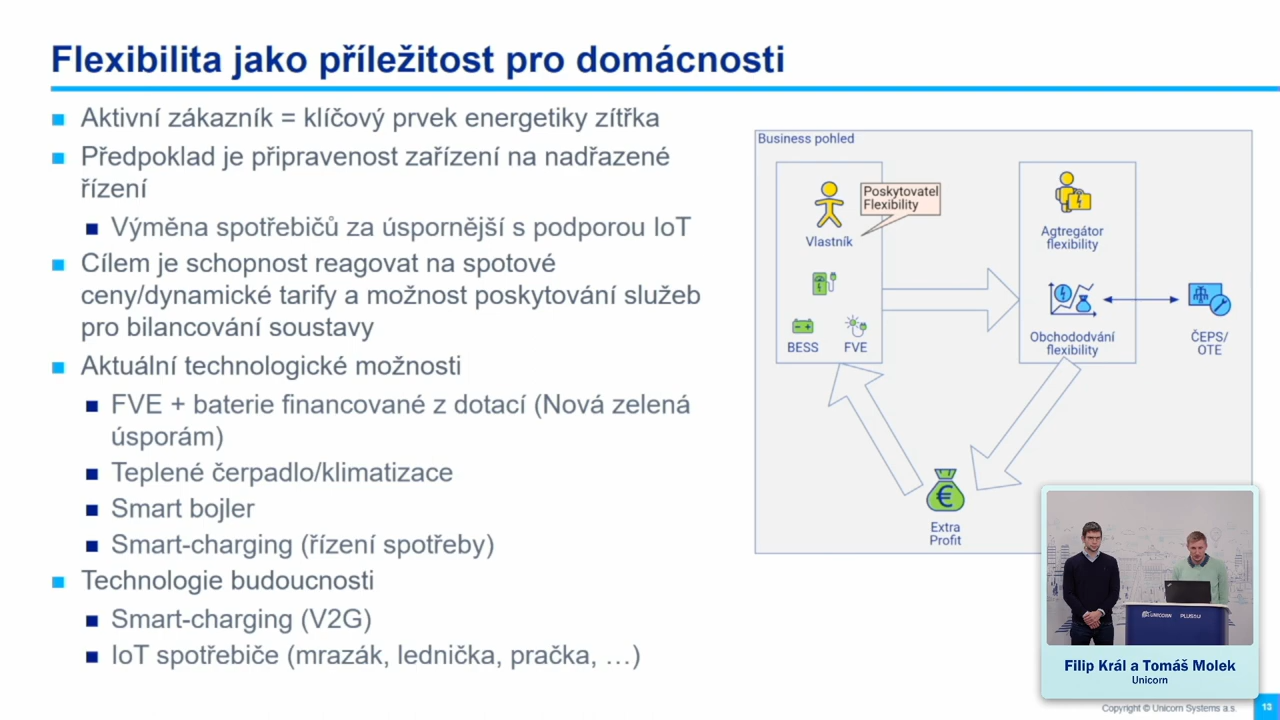 Flexibilita jako příležitost pro domácnosti
Aktivní zákazník = klíčový prvek energetiky zítřka
Předpoklad je připravenost zařízení na nadřazené
řízení
Výměna spotřebičů za úspornější s podporou IoT
Cílem je schopnost reagovat na spotové
ceny/dynamické tarify a možnost poskytování služeb
pro bilancování soustavy
Aktuální technologické možnosti
FVE + baterie financované z dotací (Nová zelená
úsporám)
Teplené čerpadlo/klimatizace
Smart bojler
Smart-charging (řízení spotřeby)
Technologie budoucnosti
Smart-charging (V2G)
IoT spotřebiče (mrazák, lednička, pračka, …)
Business pohled
Poskytovatel
Flexibility
Vlastník
BESS
FVE
Agtregátor
flexibility
Obchododvání
flexibility
ČEPS/
OTE
Extra
Profit
UNICORN PLUS4U
Filip Král a Tomáš Molek
Unicorn
Copyright © Unicorn Systems a.s.
13